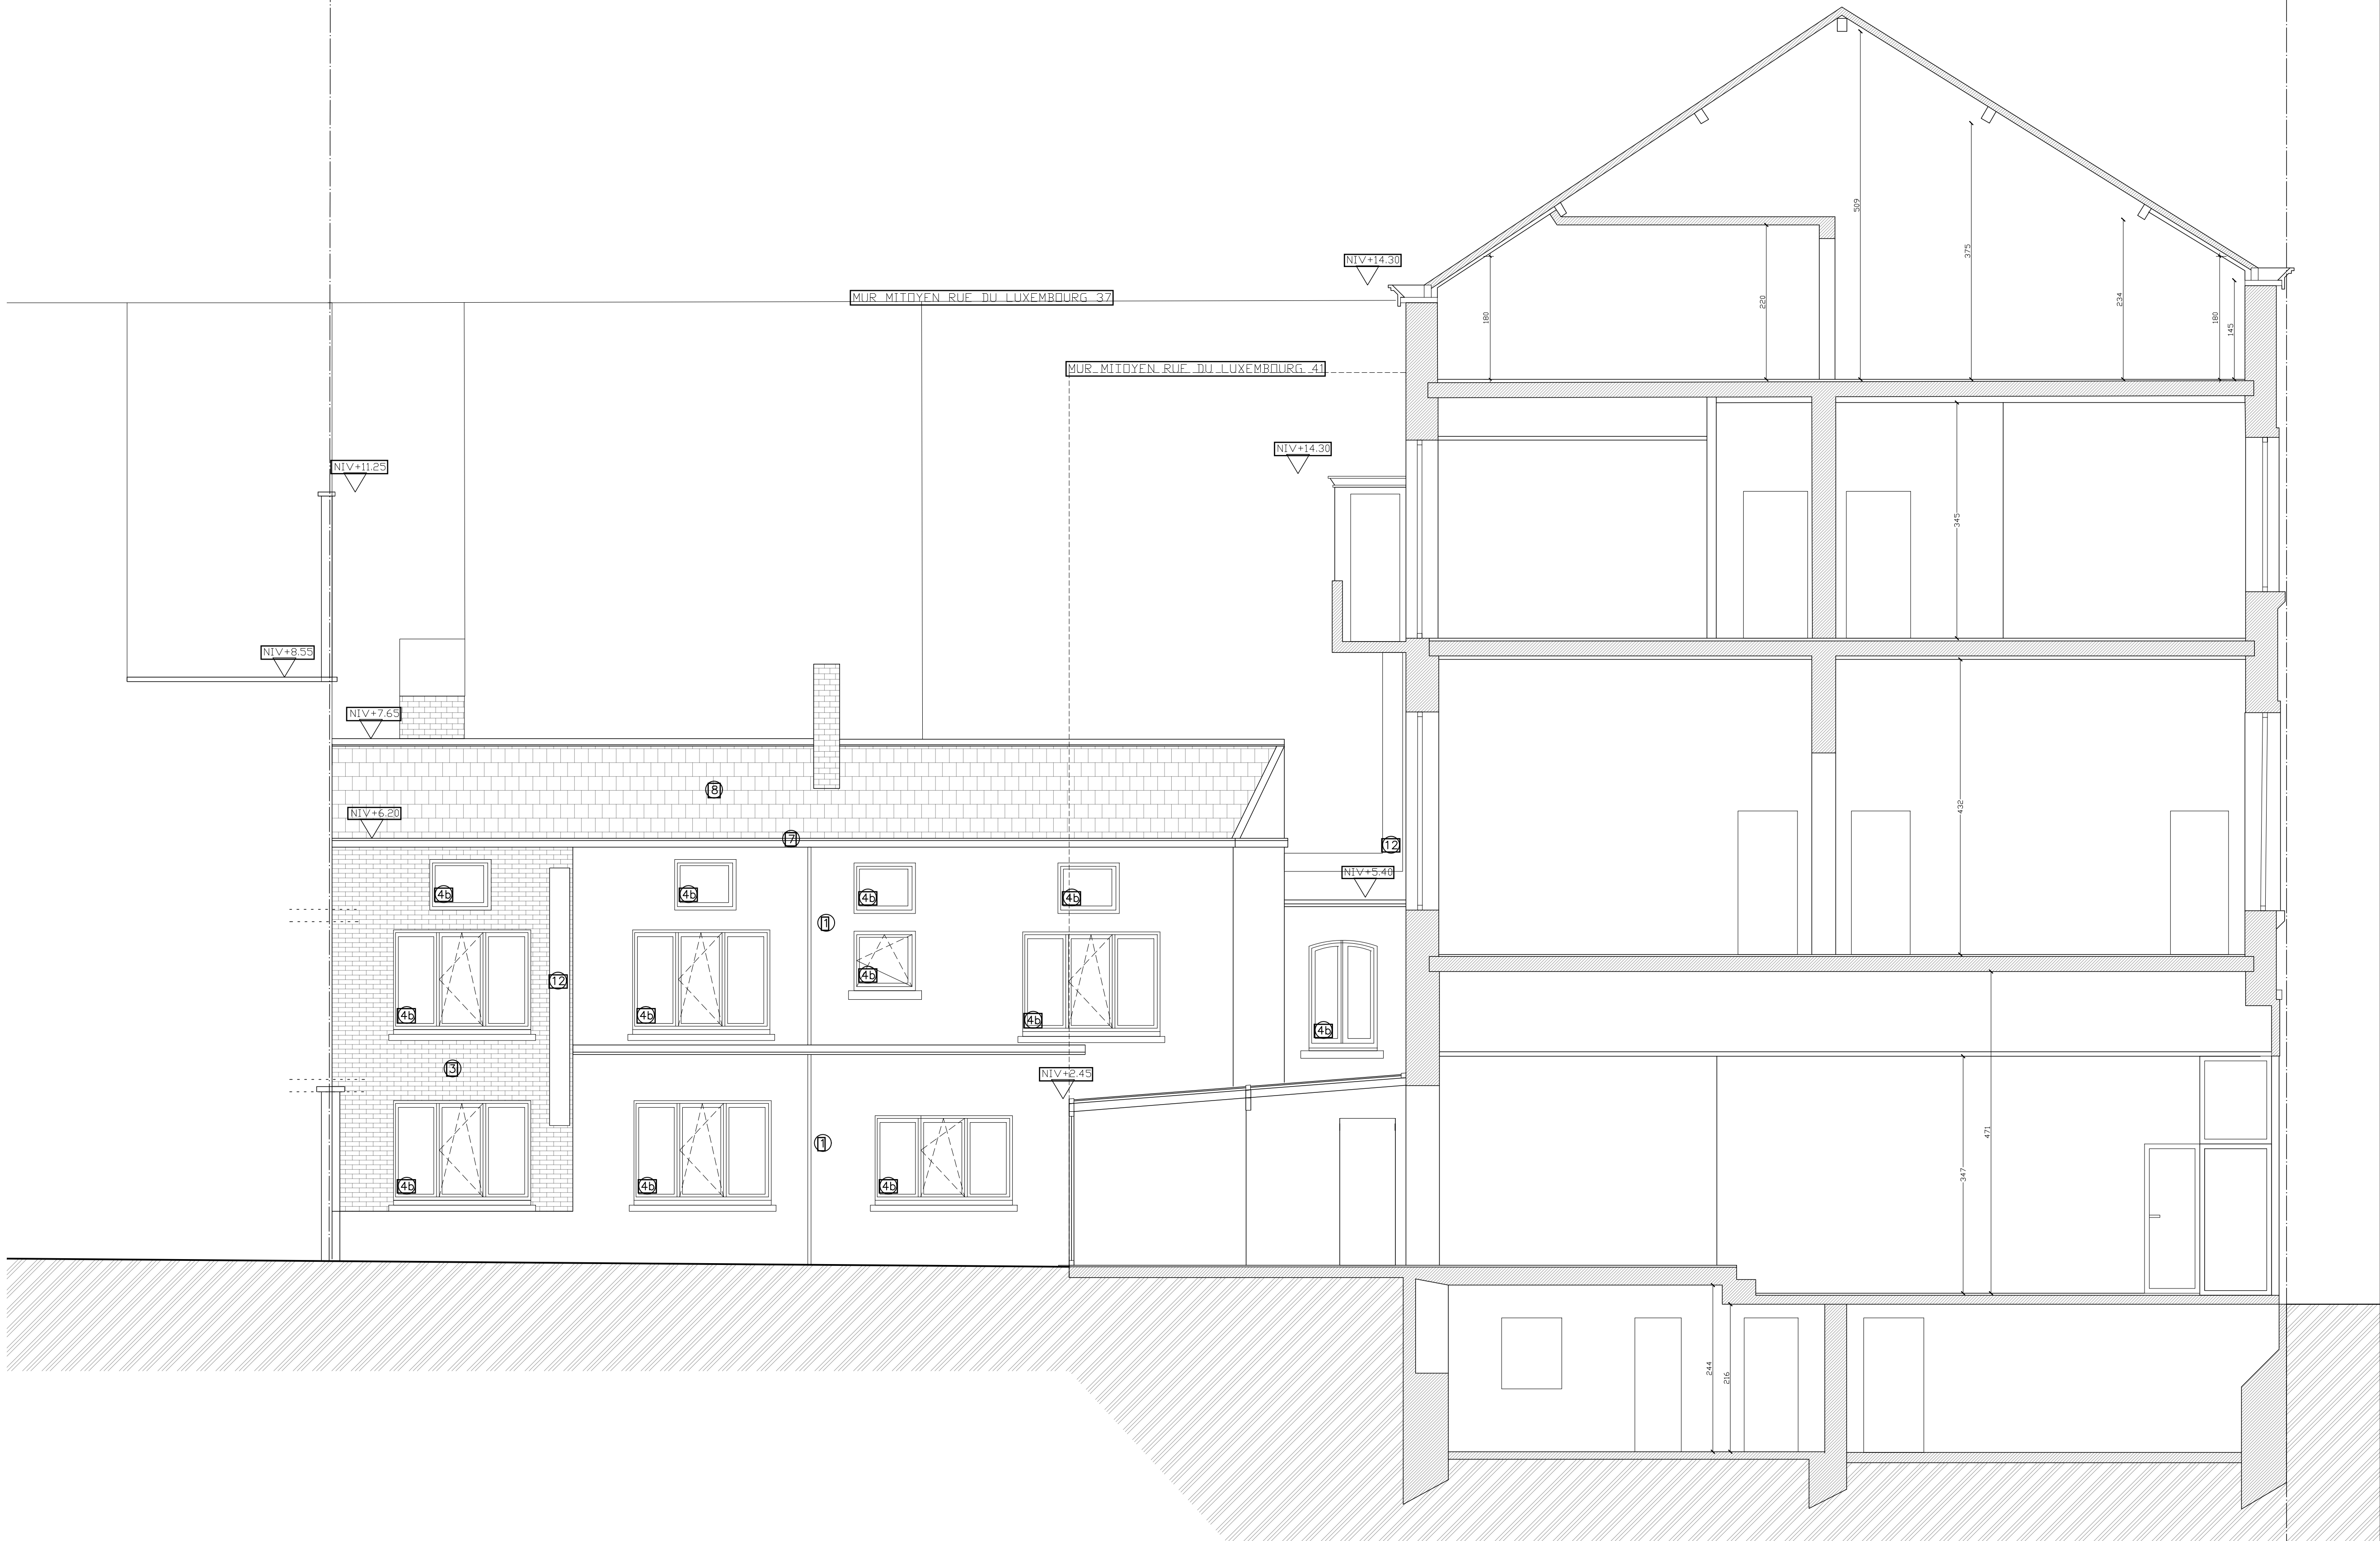 509
375
NIV+14.30
MUR MITOYEN RUE DU LUXEMBOURG 37
220
234
180
180
145
MUR MITOYEN RUE DU LUXEMBOURG 41
NIV+14.30
NIV+11.25
345
NIV+8.55
NIV+7.65
8
432
NIV+6.20
7
12
NIV+5.40
4b
4b
4b
4b
1
4b
12
4b
4b
4b
4b
3
NIV+2.45
471
1
347
4b
4b
4b
244
216